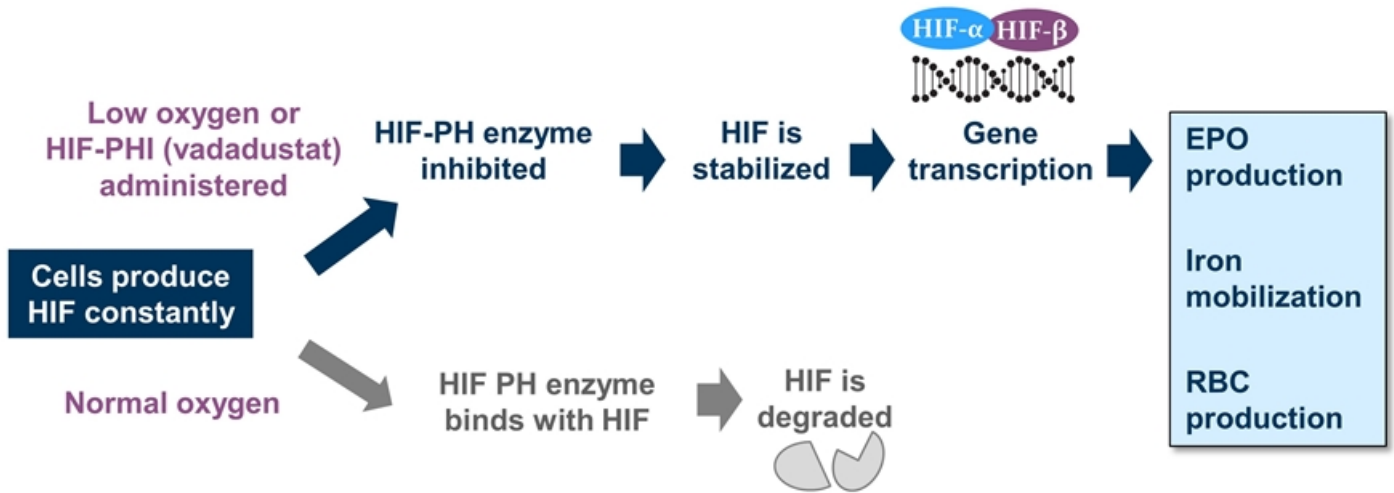 HIF-α HIF-β
Low oxygen or
HIF-PHI (vadadustat)
administered
HIF-PH enzyme
inhibited
HIF is
stabilized
Gene
transcription
EPO
production
Iron
mobilization
RBC
production
Cells produce
HIF constantly
Normal oxygen
HIF PH enzyme
binds with HIF
HIF is
degraded